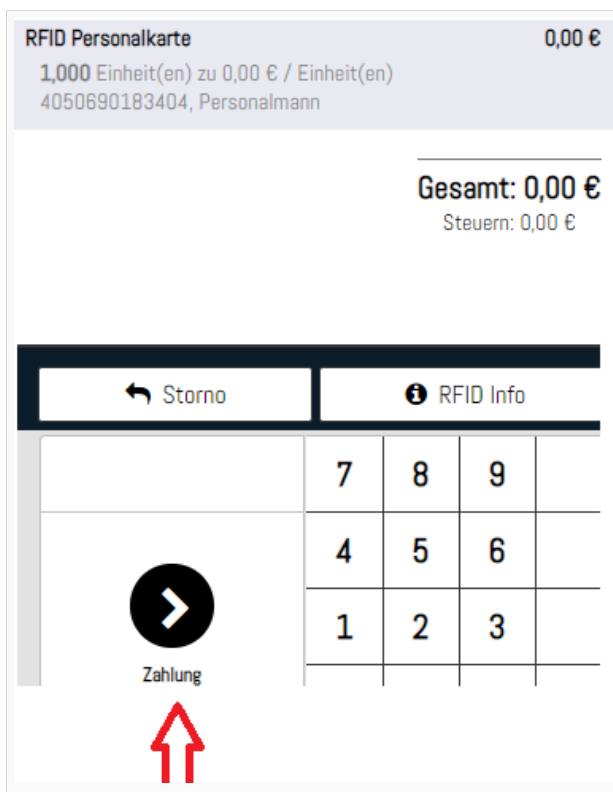 RFID Personalkarte 0,00 €
1,000 Einheit(en) zu 0,00 € / Einheit(en)
4050690183404, Personalmann
Gesamt: 0,00 €
Steuern: 0,00 €
Storno RFID Info
7 8 9
4 5 6
1 2 3
Zahlung